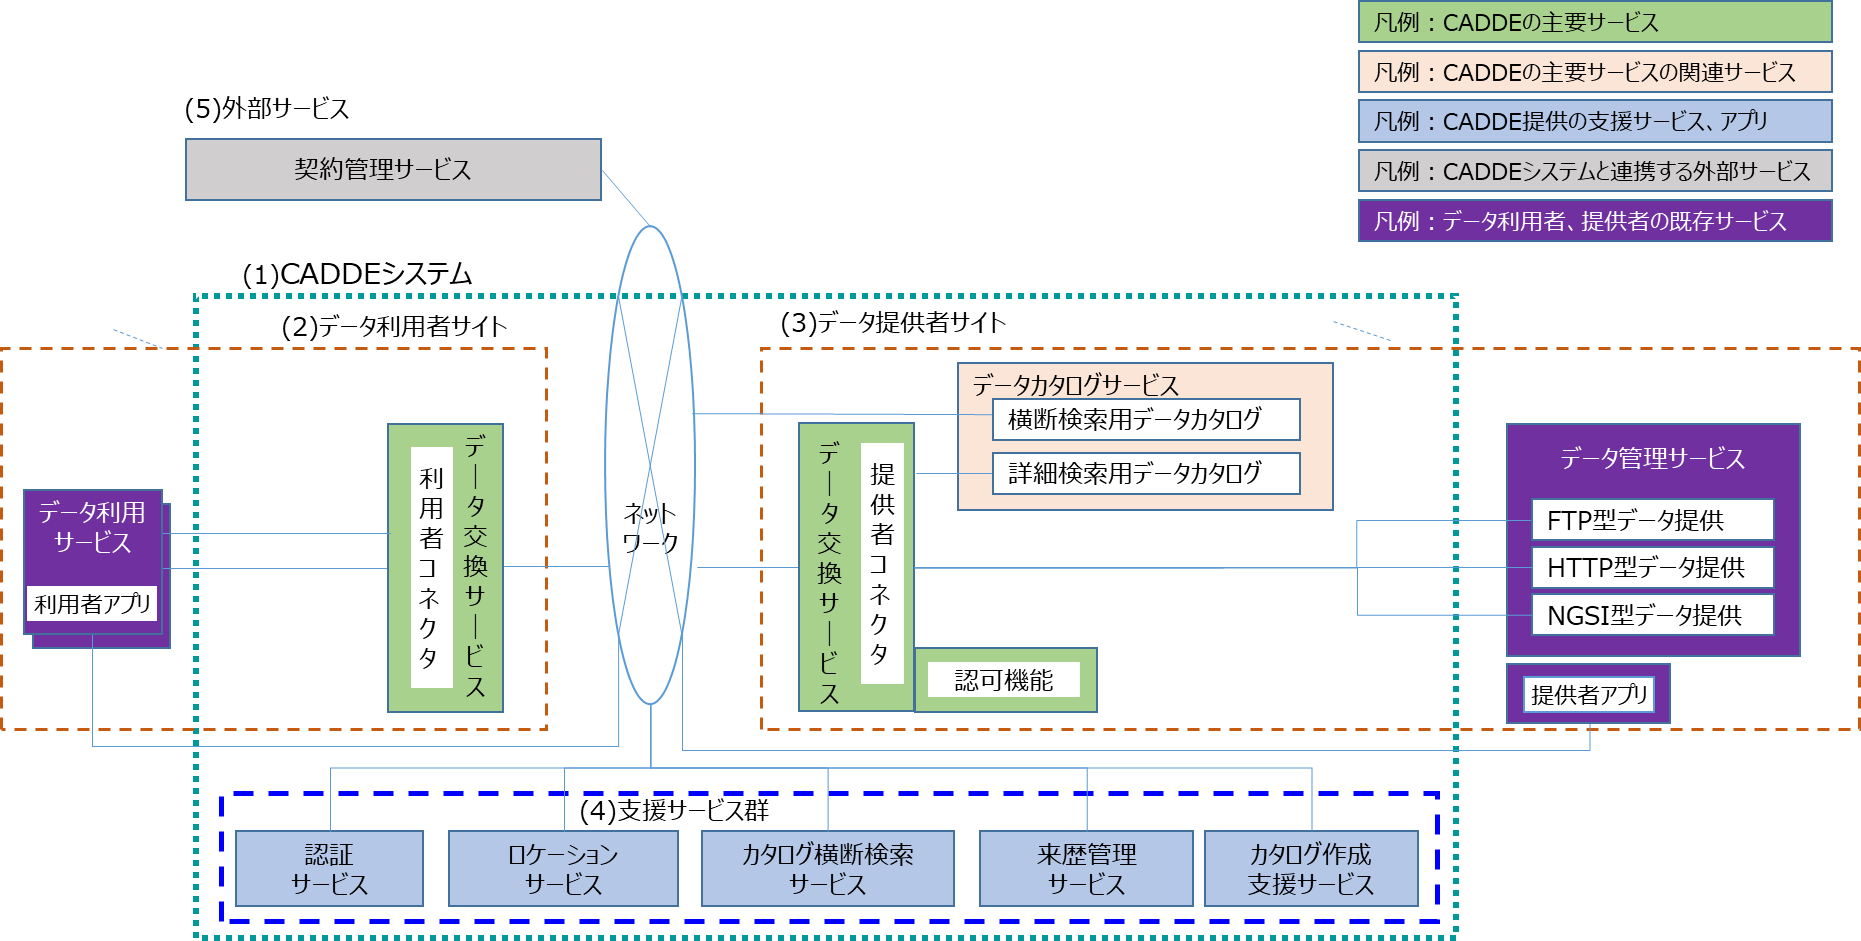 凡例：CADDEの主要サービス
凡例：CADDEの主要サービスの関連サービス
凡例：CADDE提供の支援サービス、アプリ
凡例：CADDEシステムと連携する外部サービス
凡例：データ利用者、提供者の既存サービス
(5)外部サービス
契約管理サービス
(1)CADDEシステム
(2)データ利用者サイト
(3)データ提供者サイト
データ利用
サービス
利用者アプリ
利用者コネクタ
データ交換サービス
ネット
ワーク
データ交換サービス
提供者コネクタ
認可機能
データカタログサービス
横断検索用データカタログ
詳細検索用データカタログ
データ管理サービス
FTP型データ提供
HTTP型データ提供
NGSI型データ提供
提供者アプリ
(4)支援サービス群
認証
サービス
ロケーション
サービス
カタログ横断検索
サービス
来歴管理
サービス
カタログ作成
支援サービス